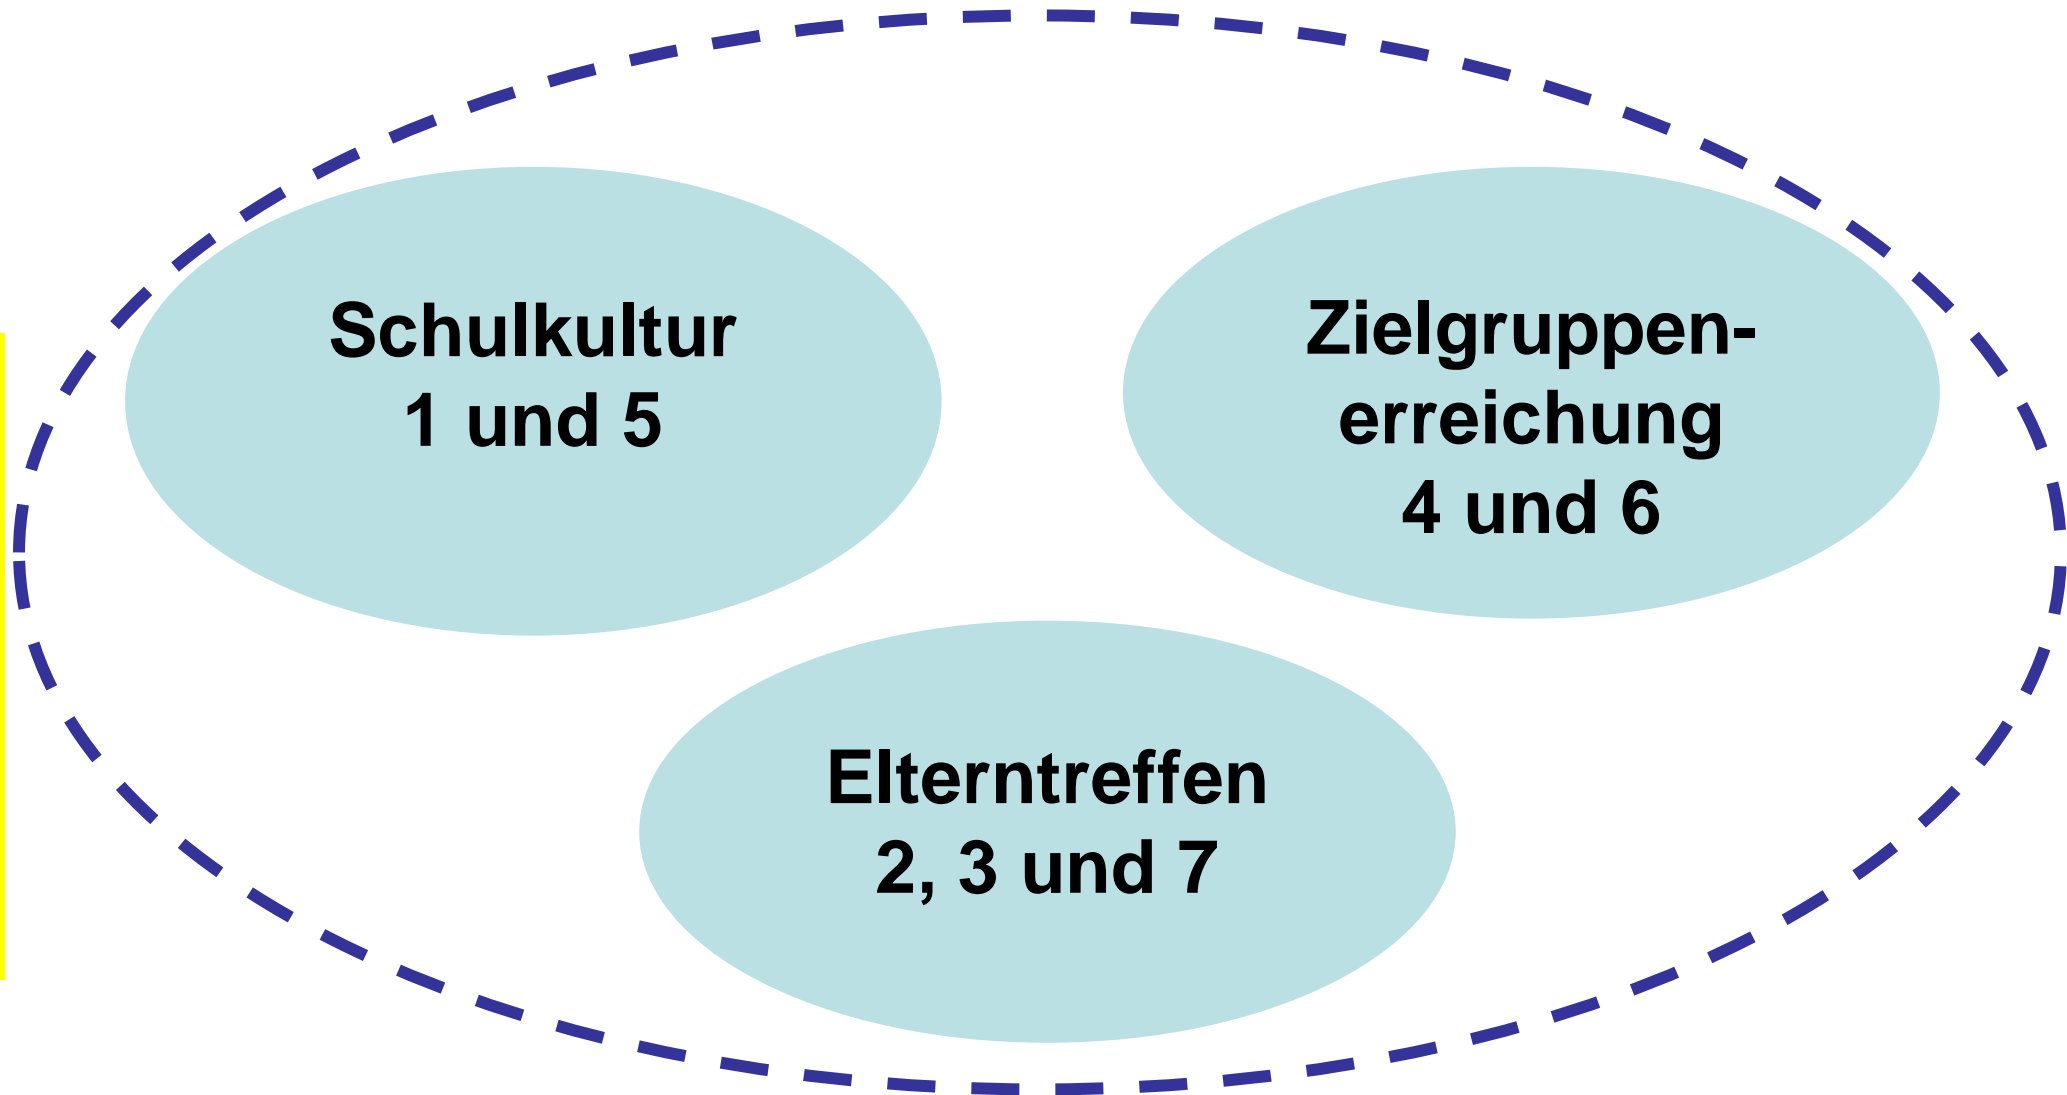 Schulkultur
1 und 5
Zielgruppen-
erreichung
4 und 6
Elterntreffen
2, 3 und 7